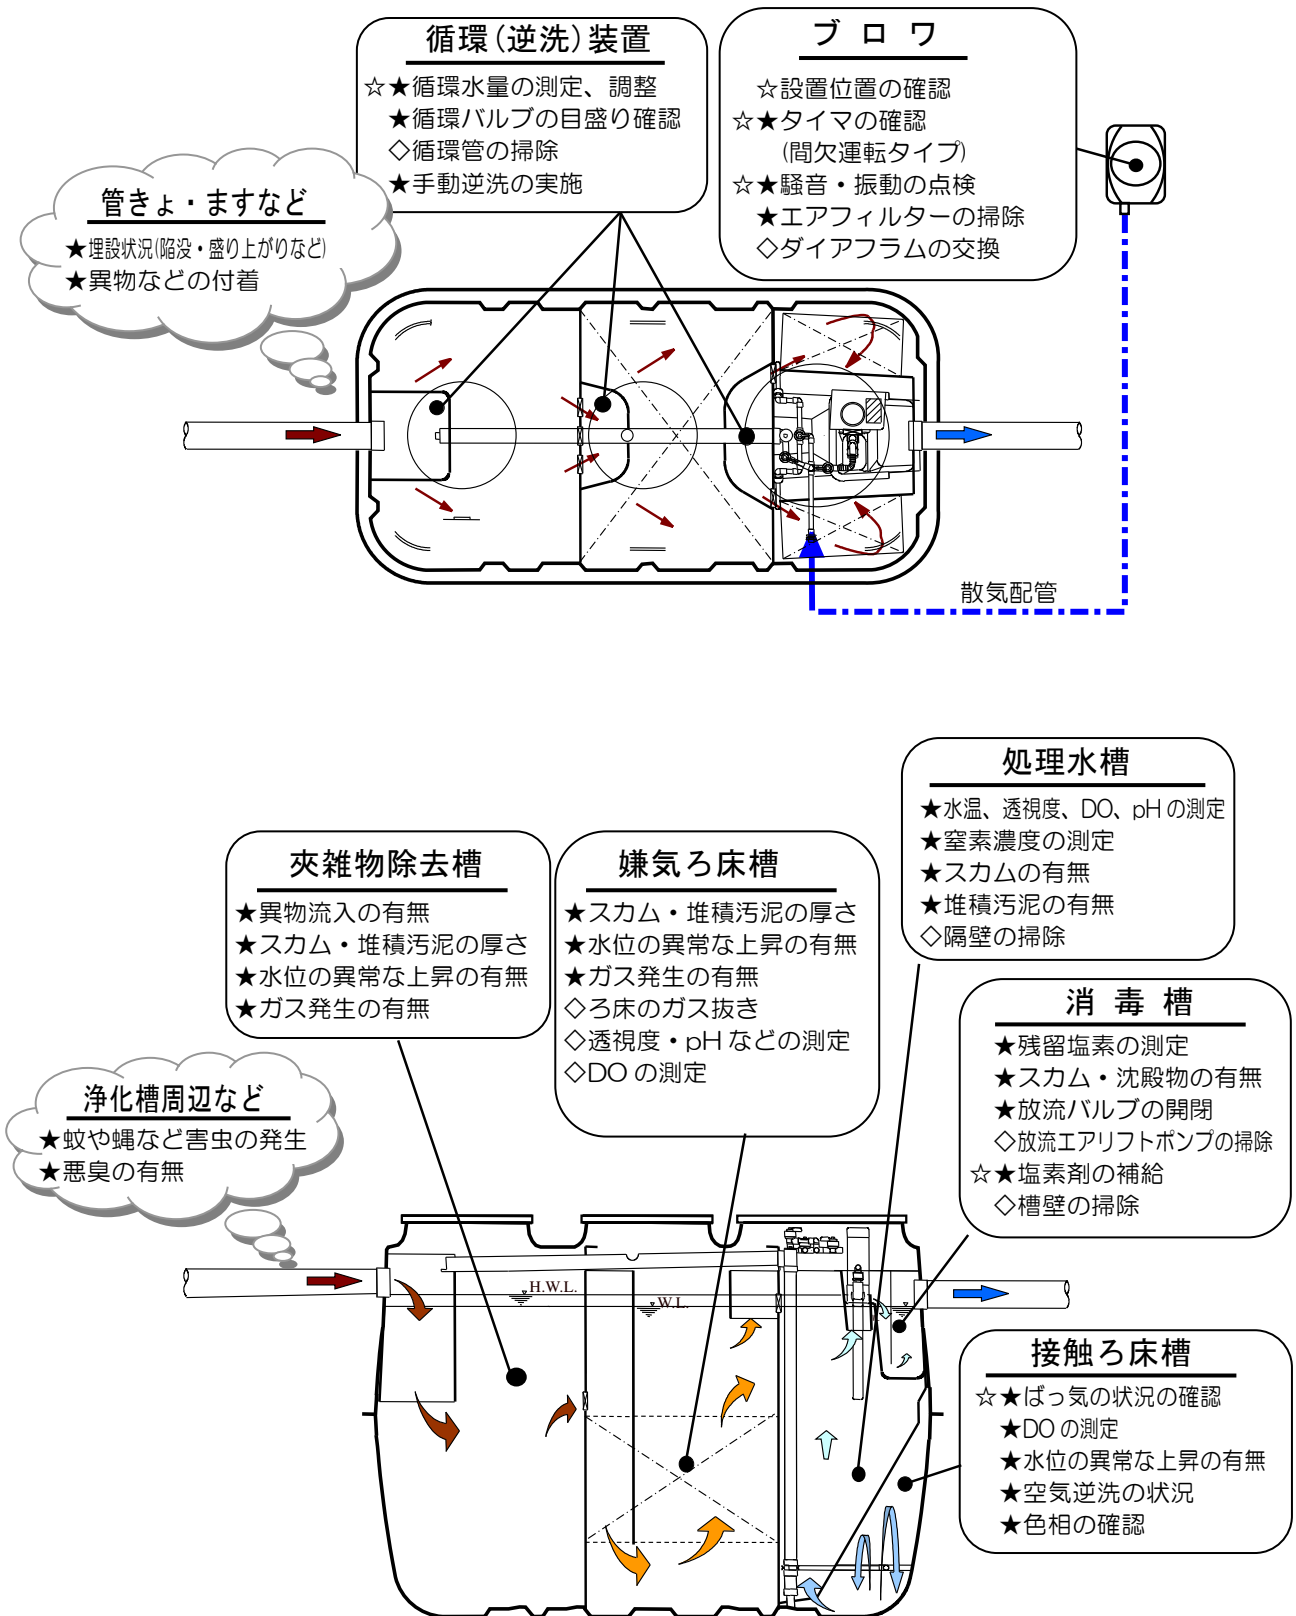 循環(逆洗)装置
☆★循環水量の測定、調整
★循環バルブの目盛り確認
◇循環管の掃除
★手動逆洗の実施
ブロワ
☆設置位置の確認
☆★タイマの確認
(間欠運転タイプ)
☆★騒音・振動の点検
★エアフィルターの掃除
◇ダイアフラムの交換
管きょ・ますなど
★埋設状況(陥没・盛り上がりなど)
★異物などの付着
散気配管
処理水槽
★水温、透視度、DO、pHの測定
★窒素濃度の測定
★スカムの有無
★堆積汚泥の有無
◇隔壁の掃除
夾雑物除去槽
★異物流入の有無
★スカム・堆積汚泥の厚さ
★水位の異常な上昇の有無
★ガス発生の有無
嫌気ろ床槽
★スカム・堆積汚泥の厚さ
★水位の異常な上昇の有無
★ガス発生の有無
◇ろ床のガス抜き
◇透視度・pHなどの測定
◇DOの測定
消毒槽
★残留塩素の測定
★スカム・沈殿物の有無
★放流バルブの開閉
◇放流エアリフトポンプの掃除
☆★塩素剤の補給
◇槽壁の掃除
浄化槽周辺など
★蚊や蝿など害虫の発生
★悪臭の有無
H.W.L.
W.L.
接触ろ床槽
☆★ばっ気の状況の確認
★DOの測定
★水位の異常な上昇の有無
★空気逆洗の状況
★色相の確認